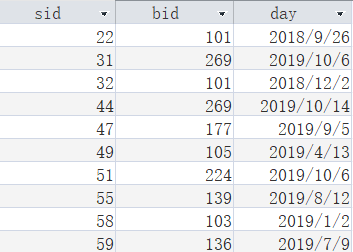 sid bid day
22 101 2018/9/26
31 269 2019/10/6
32 101 2018/12/2
44 269 2019/10/14
47 177 2019/9/5
49 105 2019/4/13
51 224 2019/10/6
55 139 2019/8/12
58 103 2019/1/2
59 136 2019/7/9